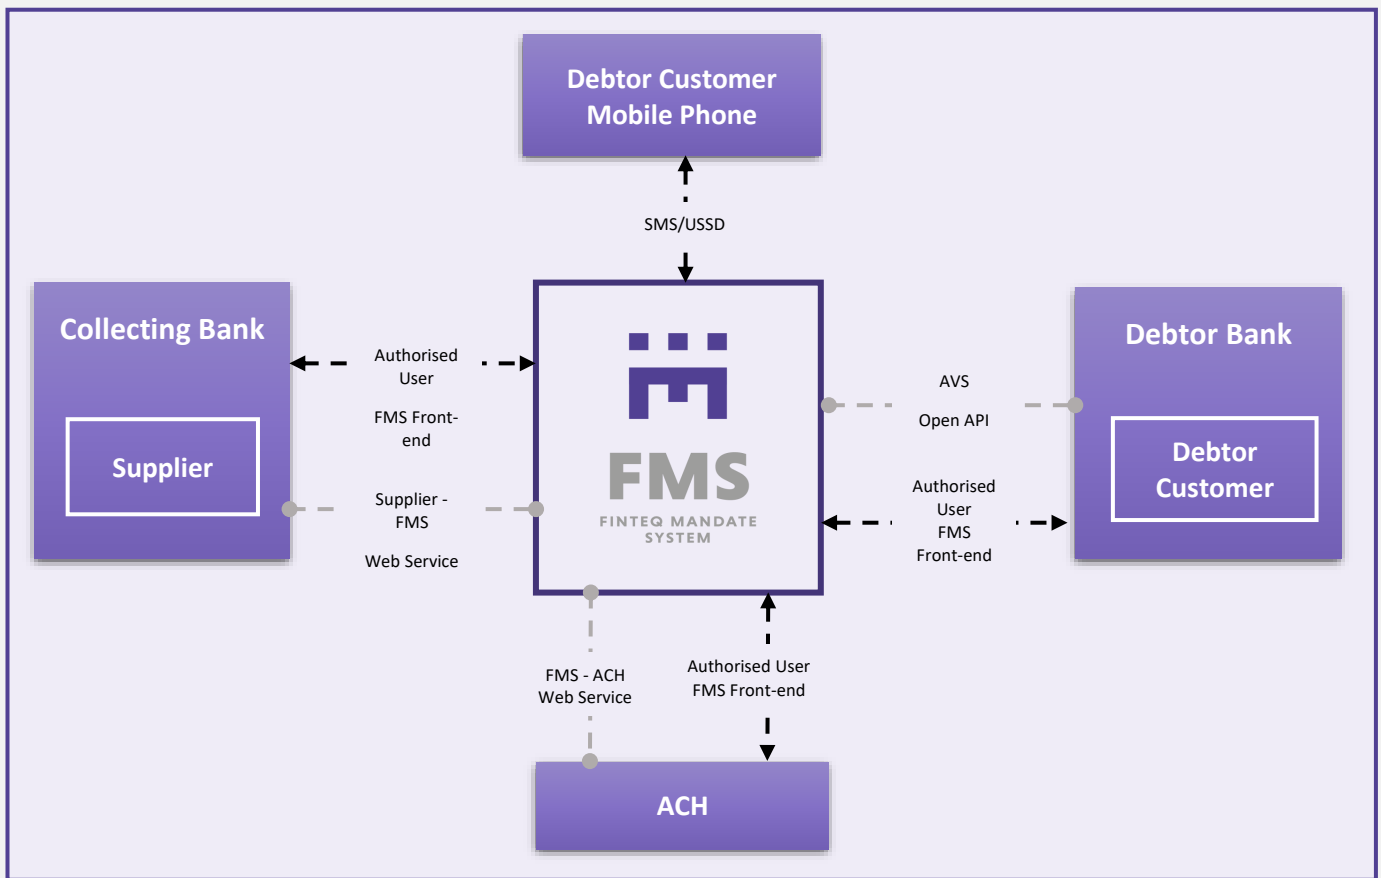 Debtor Customer
Mobile Phone
SMS/USSD
Collecting Bank
Supplier
Authorised
User
FMS Front-
end
Supplier -
FMS
Web Service
FMS
FINTEQ MANDATE
SYSTEM
AVS
Open API
Authorised
User
FMS
Front-end
Debtor Bank
Debtor
Customer
FMS - ACH
Web Service
Authorised User
FMS Front-end
ACH